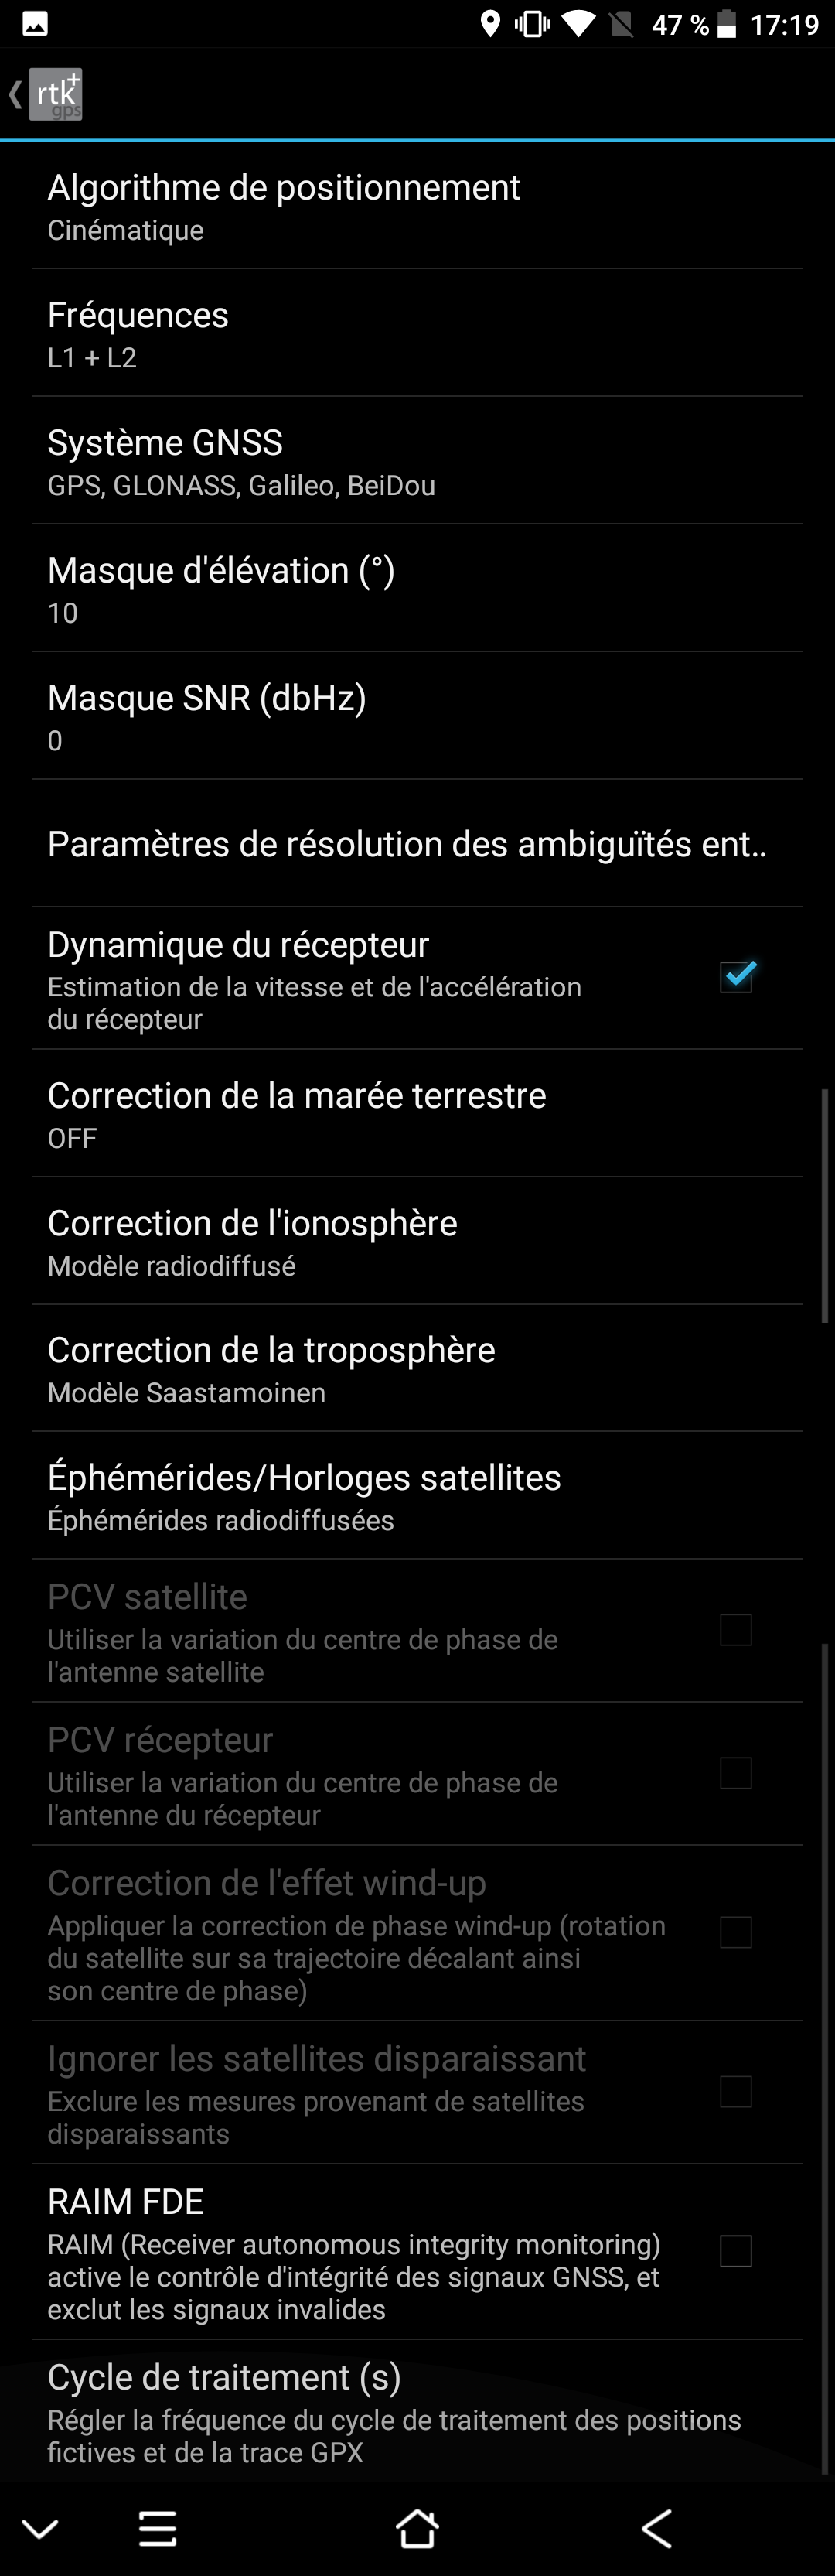 47 % 17:19
rtk+
gps
Algorithme de positionnement
Cinématique
Fréquences
L1 + L2
Système GNSS
GPS, GLONASS, Galileo, BeiDou
Masque d'élévation (°)
10
Masque SNR (dbHz)
0
Paramètres de résolution des ambiguïtés ent..
Dynamique du récepteur
Estimation de la vitesse et de l'accélération
du récepteur
Correction de la marée terrestre
OFF
Correction de l'ionosphère
Modèle radiodiffusé
Correction de la troposphère
Modèle Saastamoinen
Éphémérides/Horloges satellites
Éphémérides radiodiffusées
PCV satellite
Utiliser la variation du centre de phase de
l'antenne satellite
PCV récepteur
Utiliser la variation du centre de phase de
l'antenne du récepteur
Correction de l'effet wind-up
Appliquer la correction de phase wind-up (rotation
du satellite sur sa trajectoire décalant ainsi
son centre de phase)
Ignorer les satellites disparaissant
Exclure les mesures provenant de satellites
disparaissants
RAIM FDE
RAIM (Receiver autonomous integrity monitoring)
active le contrôle d'intégrité des signaux GNSS, et
exclut les signaux invalides
Cycle de traitement (s)
Régler la fréquence du cycle de traitement des positions
fictives et de la trace GPX